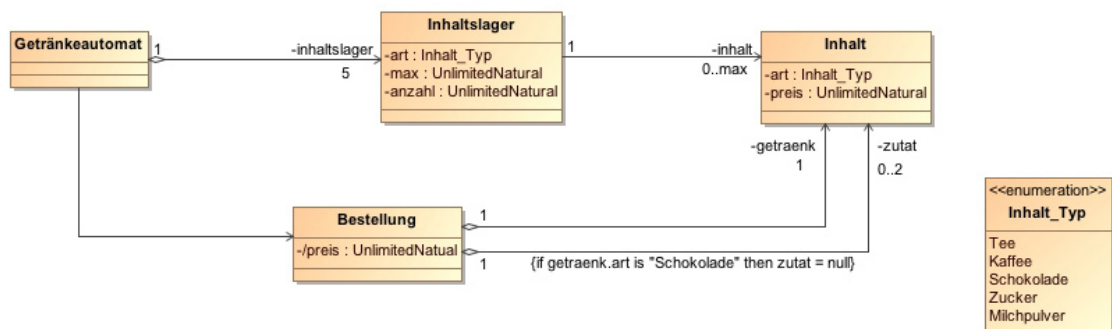 Getränkeautomat
1
-inhaltslager
5
Inhaltslager
-art : Inhalt_Typ
-max : UnlimitedNatural
-anzahl : UnlimitedNatural
1
-inhalt
0..max
Inhalt
-art : Inhalt_Typ
-preis : UnlimitedNatural
-getraenk
1
-zutat
0..2
Bestellung
-/preis : UnlimitedNatual
1
1
{if getraenk.art is "Schokolade" then zutat = null}
<<enumeration>>
Inhalt_Typ
Tee
Kaffee
Schokolade
Zucker
Milchpulver